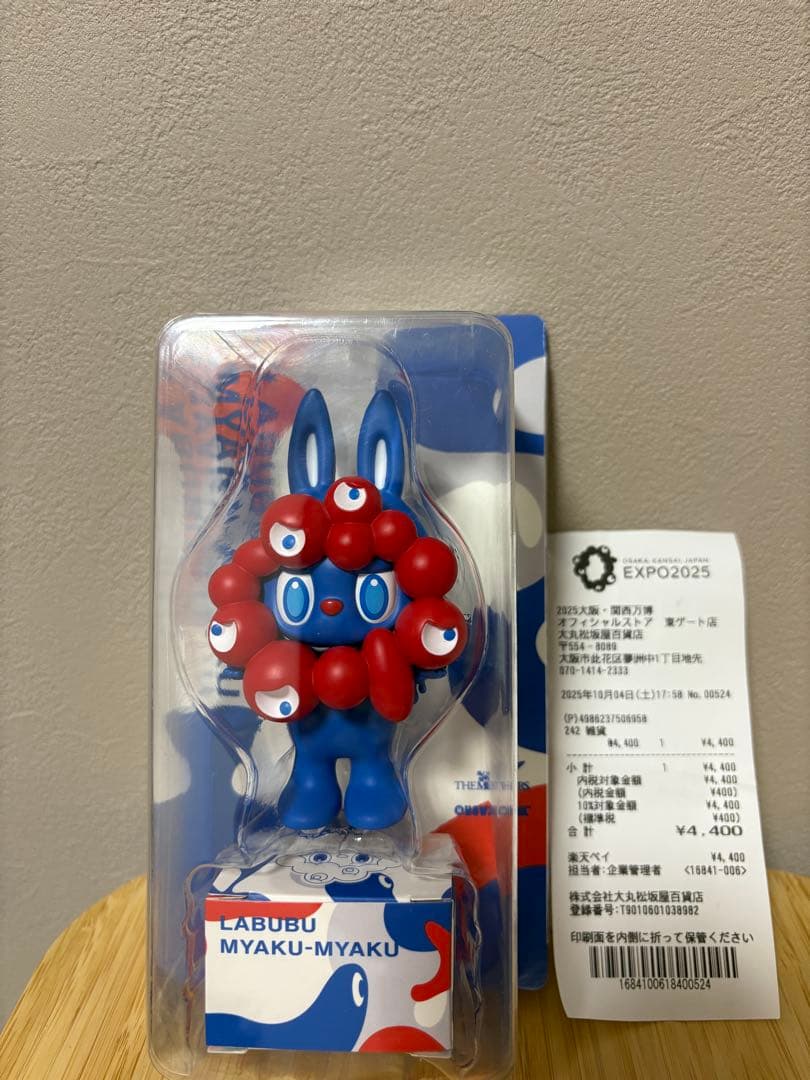 THE MONSTERS
LABUBU
MYAKU-MYAKU
OSAKA, KANSAI, JAPAN
EXPO2025
2025大阪・関西万博
オフィシャルストア 東ゲート店
大丸松坂屋百貨店
〒554-8089
大阪市此花区夢洲中1丁目地先
070-1414-2333
2025年10月04日(土)17:58 No.00524
(P)4986237506958
242 雑貨
@4,400 1 ¥4,400
小 計 1 ¥4,400
内税対象金額 ¥4,400
(内税金額 ¥400)
10%対象金額 ¥4,400
(標準税 ¥400)
合 計 ¥4,400
楽天ペイ ¥4,400
担当者:企業管理者 <16841-006>
株式会社大丸松坂屋百貨店
登録番号:T9010601038982
印刷面を内側に折って保管ください
1684100618400524